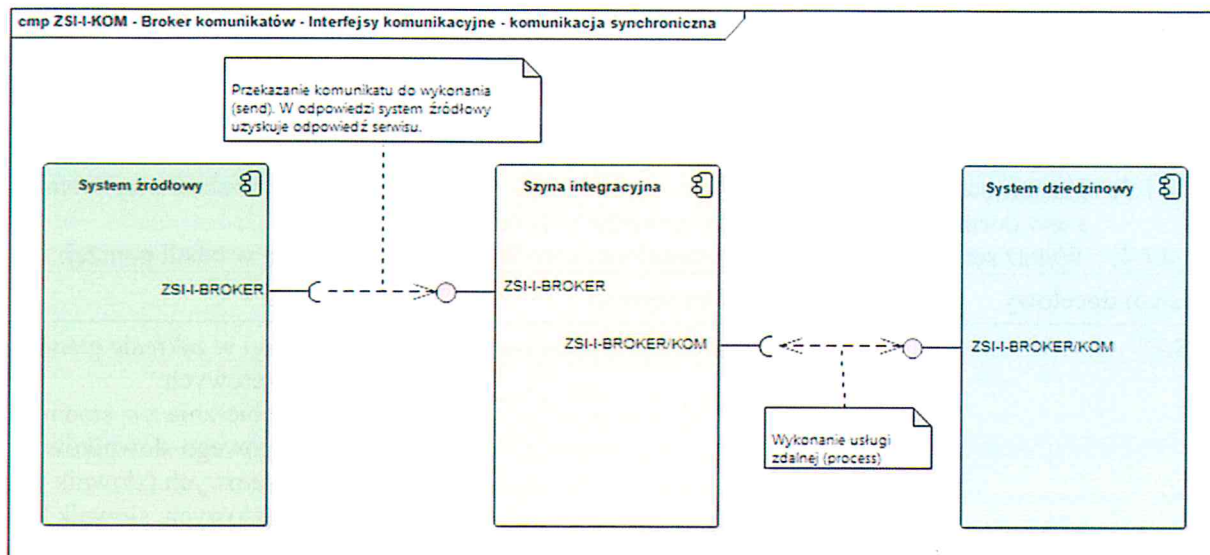 cmp ZSI-I-KOM - Broker komunikatów - Interfejsy komunikacyjne - komunikacja synchroniczna
Przekazanie komunikatu do wykonania
(send). W odpowiedzi system źródłowy
uzyskuje odpowiedź serwisu.
System źródłowy
Szyna integracyjna
System dziedzinowy
ZSI-I-BROKER
ZSI-I-BROKER
ZSI-I-BROKER/KOM
ZSI-I-BROKER/KOM
Wykonanie usługi
zdalnej (process)